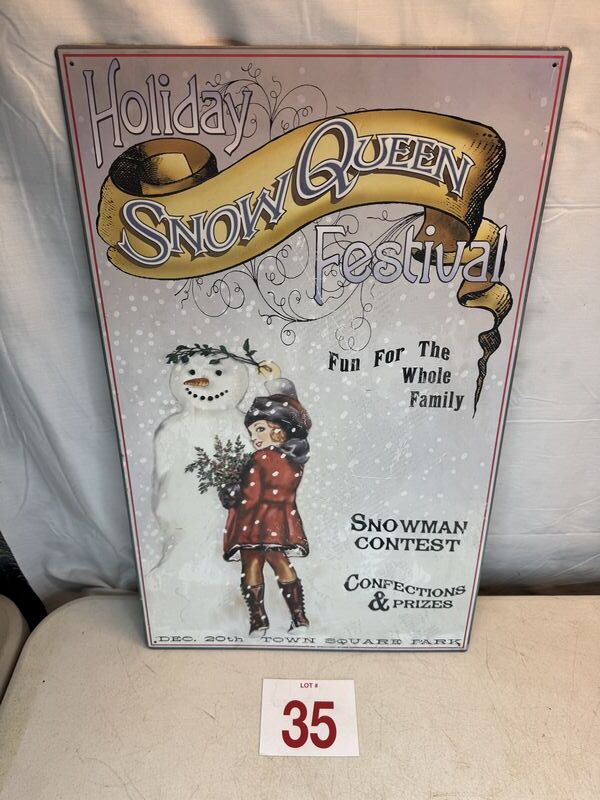 Holiday
SNOW QUEEN
Festival
Fun For The
Whole
Family
SNOWMAN
CONTEST
CONFECTIONS
& PRIZES
DEC. 20th TOWN SQUARE PARK
LOT #
35